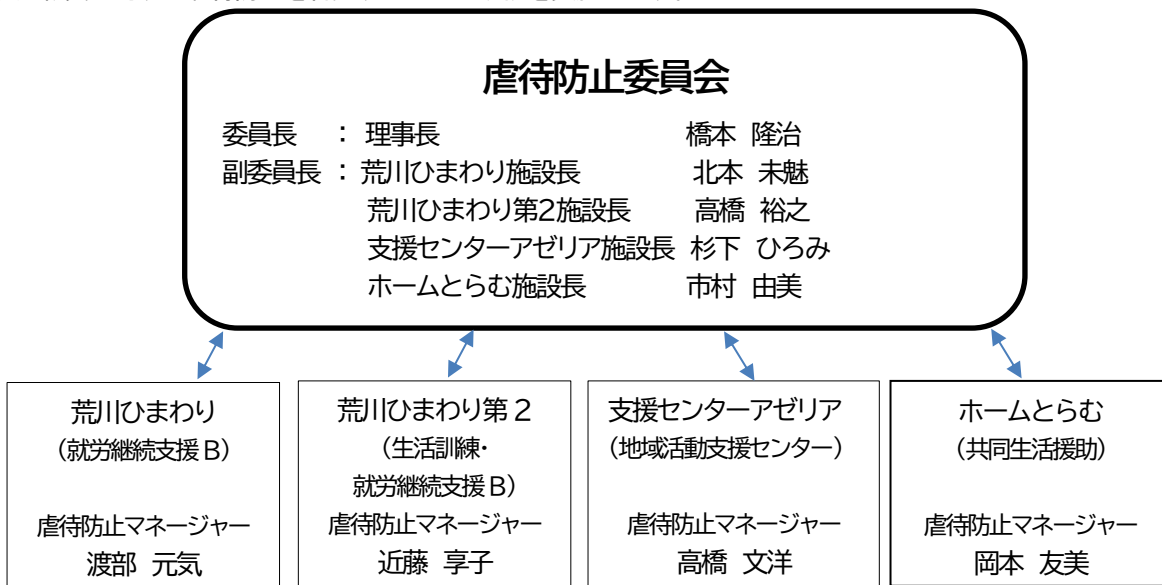 虐待防止委員会
委員長 : 理事長 橋本 隆治
副委員長 : 荒川ひまわり施設長 北本 未魅
荒川ひまわり第2施設長 高橋 裕之
支援センターアゼリア施設長 杉下 ひろみ
ホームとらむ施設長 市村 由美
荒川ひまわり
(就労継続支援B)
虐待防止マネージャー
渡部 元気
荒川ひまわり第2
(生活訓練・
就労継続支援B)
虐待防止マネージャー
近藤 享子
支援センターアゼリア
(地域活動支援センター)
虐待防止マネージャー
高橋 文洋
ホームとらむ
(共同生活援助)
虐待防止マネージャー
岡本 友美